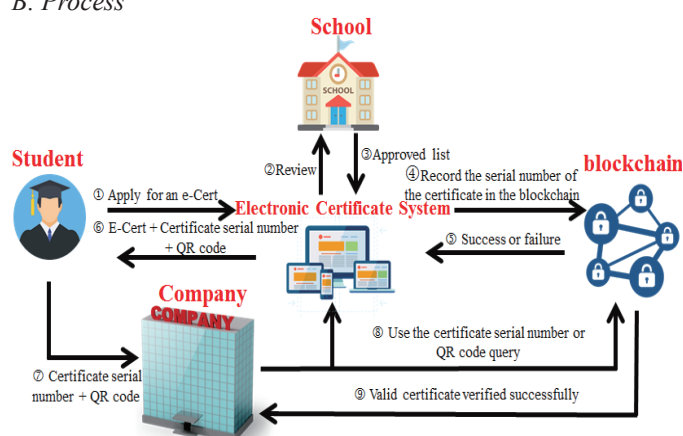 B. Process
School
SCHOOL
Student
②Review
③Approved list
④Record the serial number of
the certificate in the blockchain
blockchain
① Apply for an e-Cert
Electronic Certificate System
⑥ E-Cert + Certificate serial number
+ QR code
⑤ Success or failure
Company
COMPANY
⑦ Certificate serial
number + QR code
⑧ Use the certificate serial number or
QR code query
⑨ Valid certificate verified successfully